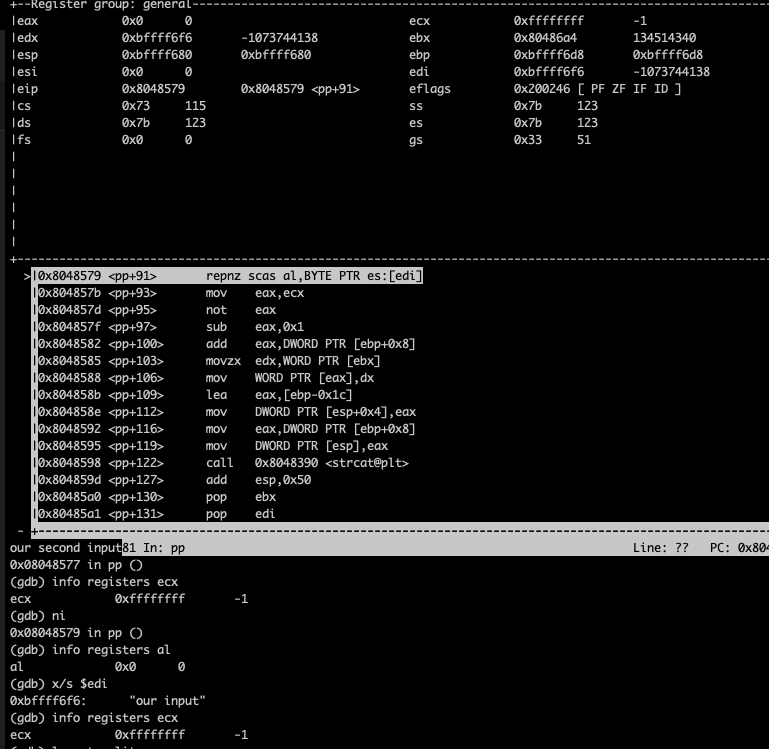 +--Register group: general--
|eax 0x0 0 ecx 0xffffffff -1
|edx 0xbffff6f6 -1073744138 ebx 0x80486a4 134514340
|esp 0xbffff680 0xbffff680 ebp 0xbffff6d8 0xbffff6d8
|esi 0x0 0 edi 0xbffff6f6 -1073744138
|eip 0x8048579 0x8048579 <pp+91> eflags 0x200246 [ PF ZF IF ID ]
|cs 0x73 115 ss 0x7b 123
|ds 0x7b 123 es 0x7b 123
|fs 0x0 0 gs 0x33 51
>|0x8048579 <pp+91> repnz scas al,BYTE PTR es:[edi]
|0x804857b <pp+93> mov eax,ecx
|0x804857d <pp+95> not eax
|0x804857f <pp+97> sub eax,0x1
|0x8048582 <pp+100> add eax,DWORD PTR [ebp+0x8]
|0x8048585 <pp+103> movzx edx,WORD PTR [ebx]
|0x8048588 <pp+106> mov WORD PTR [eax],dx
|0x804858b <pp+109> lea eax,[ebp-0x1c]
|0x804858e <pp+112> mov DWORD PTR [esp+0x4],eax
|0x8048592 <pp+116> mov eax,DWORD PTR [ebp+0x8]
|0x8048595 <pp+119> mov DWORD PTR [esp],eax
|0x8048598 <pp+122> call 0x8048390 <strcat@plt>
|0x804859d <pp+127> add esp,0x50
|0x80485a0 <pp+130> pop ebx
|0x80485a1 <pp+131> pop edi
our second input81 In: pp Line: ?? PC: 0x804
0x08048577 in pp ()
(gdb) info registers ecx
ecx 0xffffffff -1
(gdb) ni
0x08048579 in pp ()
(gdb) info registers al
al 0x0 0
(gdb) x/s $edi
0xbffff6f6: "our input"
(gdb) info registers ecx
ecx 0xffffffff -1